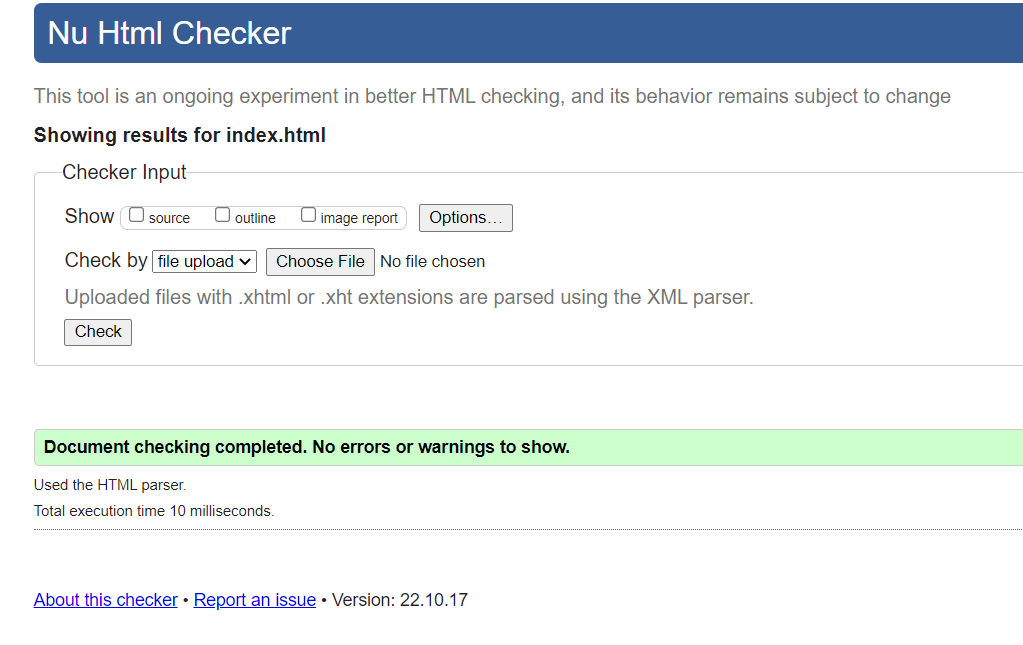 Nu Html Checker
This tool is an ongoing experiment in better HTML checking, and its behavior remains subject to change
Showing results for index.html
Checker Input
Show source outline image report Options…
Check by file upload Choose File No file chosen
Uploaded files with .xhtml or .xht extensions are parsed using the XML parser.
Check
Document checking completed. No errors or warnings to show.
Used the HTML parser.
Total execution time 10 milliseconds.
About this checker • Report an issue • Version: 22.10.17